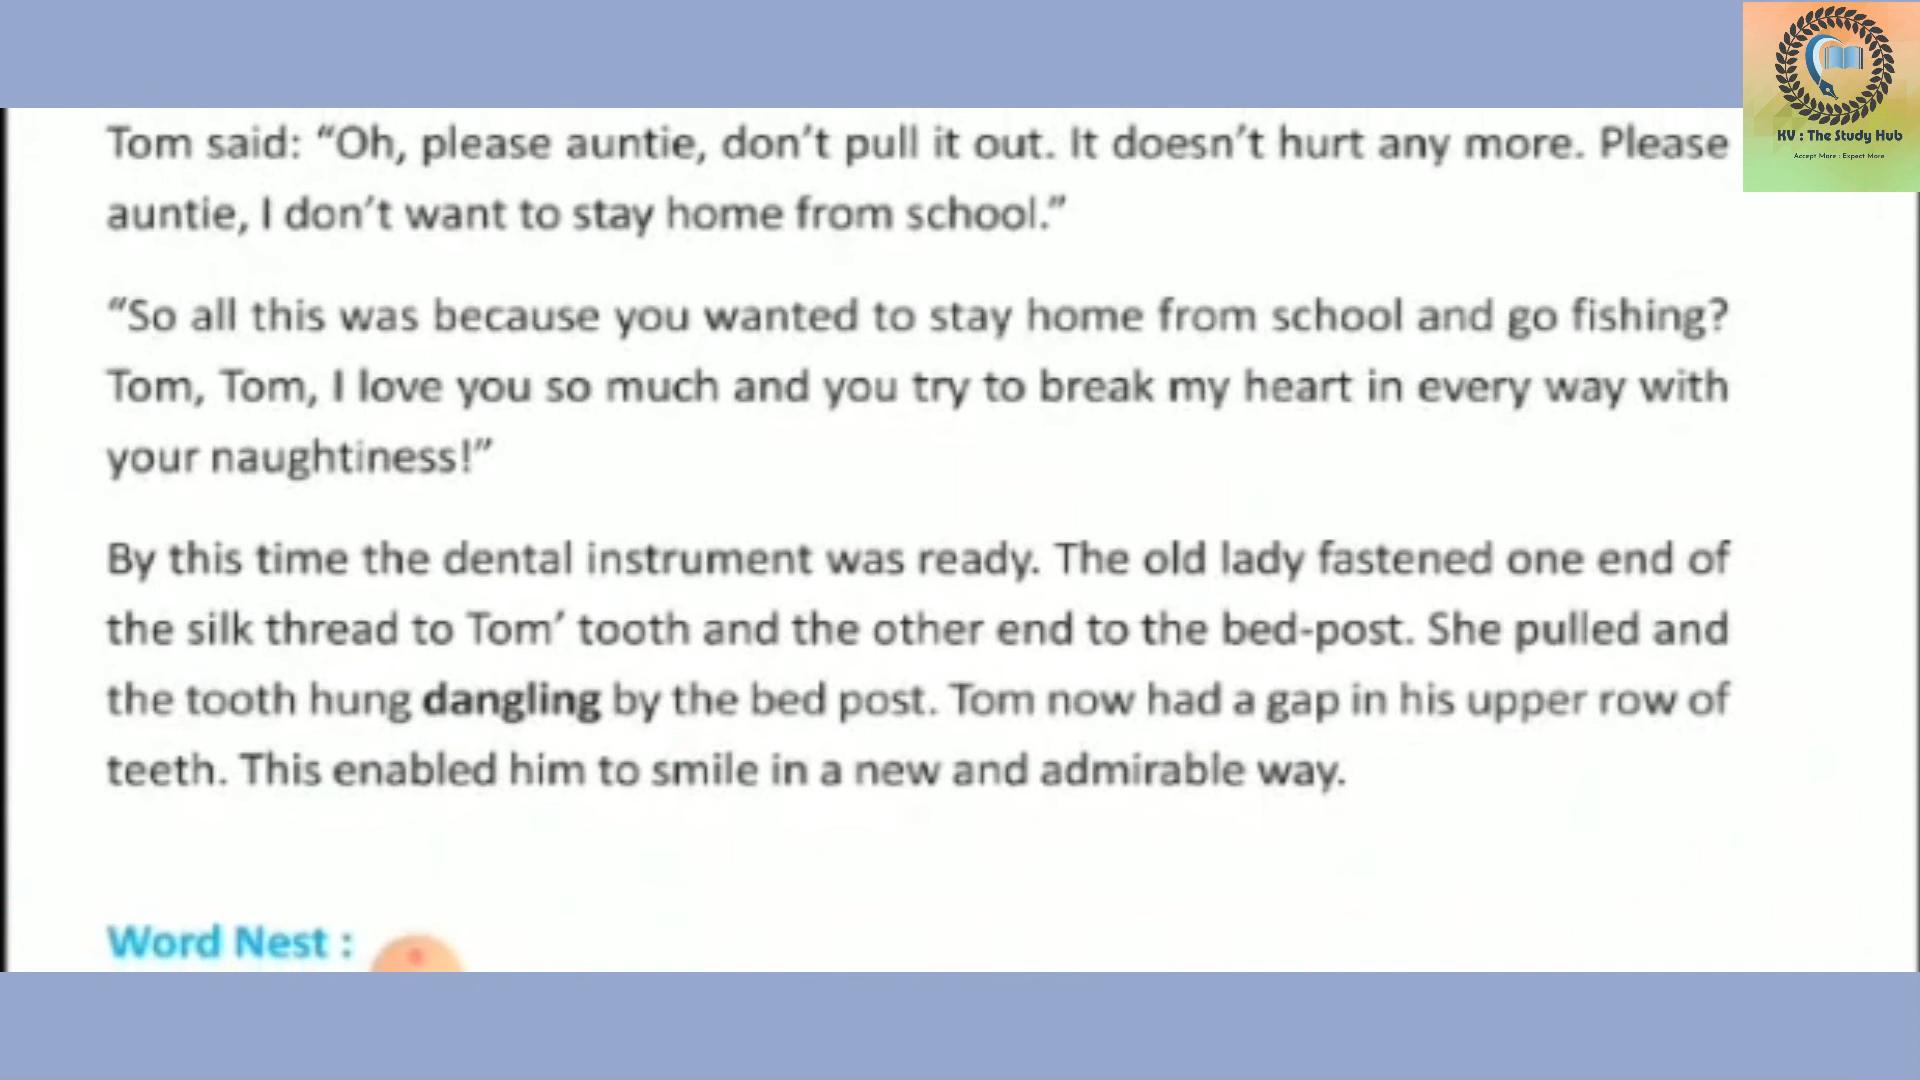 KV : The Study Hub
Accept More : Expect More
Tom said: “Oh, please auntie, don’t pull it out. It doesn’t hurt any more. Please
auntie, I don’t want to stay home from school.”
“So all this was because you wanted to stay home from school and go fishing?
Tom, Tom, I love you so much and you try to break my heart in every way with
your naughtiness!”
By this time the dental instrument was ready. The old lady fastened one end of
the silk thread to Tom’ tooth and the other end to the bed-post. She pulled and
the tooth hung dangling by the bed post. Tom now had a gap in his upper row of
teeth. This enabled him to smile in a new and admirable way.
Word Nest :